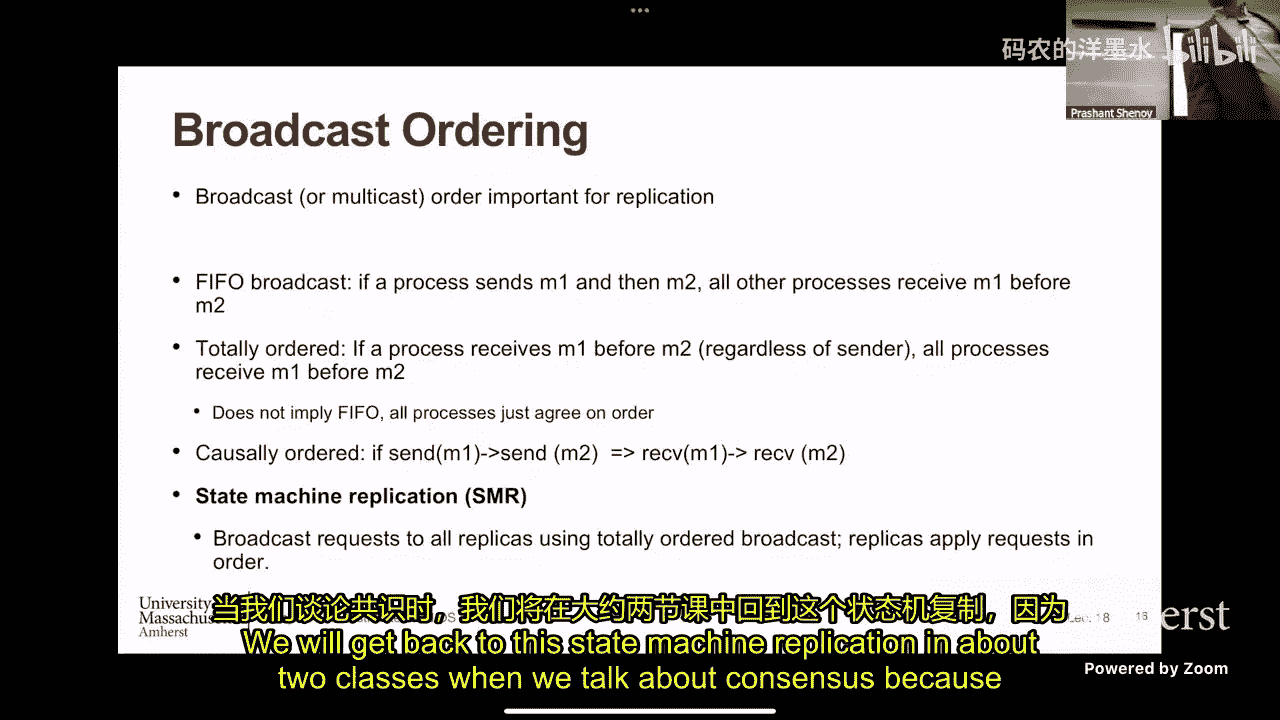 码农的洋墨水 bilibili
Prashant Shenoy
Broadcast Ordering
• Broadcast (or multicast) order important for replication
• FIFO broadcast: if a process sends m1 and then m2, all other processes receive m1 before
m2
• Totally ordered: If a process receives m1 before m2 (regardless of sender), all processes
receive m1 before m2
• Does not imply FIFO, all processes just agree on order
• Causally ordered: if send(m1)->send (m2) => recv(m1)-> recv (m2)
• State machine replication (SMR)
• Broadcast requests to all replicas using totally ordered broadcast; replicas apply requests in
order.
University
Massachus
Amherst
Lec. 18
16
erst
当我们谈论共识时，我们将在大约两节课中回到这个状态机复制，因为
We will get back to this state machine replication in about
two classes when we talk about consensus because
Powered by Zoom